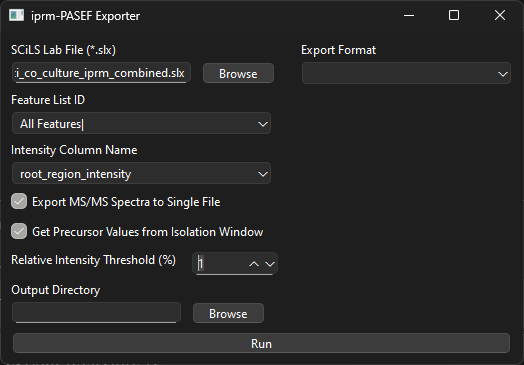 iprm-PASEF Exporter
SCiLS Lab File (*.slx)
Export Format
:i_co_culture_iprm_combined.slx
Browse
Feature List ID
All Features
Intensity Column Name
root_region_intensity
Export MS/MS Spectra to Single File
Get Precursor Values from Isolation Window
Relative Intensity Threshold (%)
1
Output Directory
Browse
Run